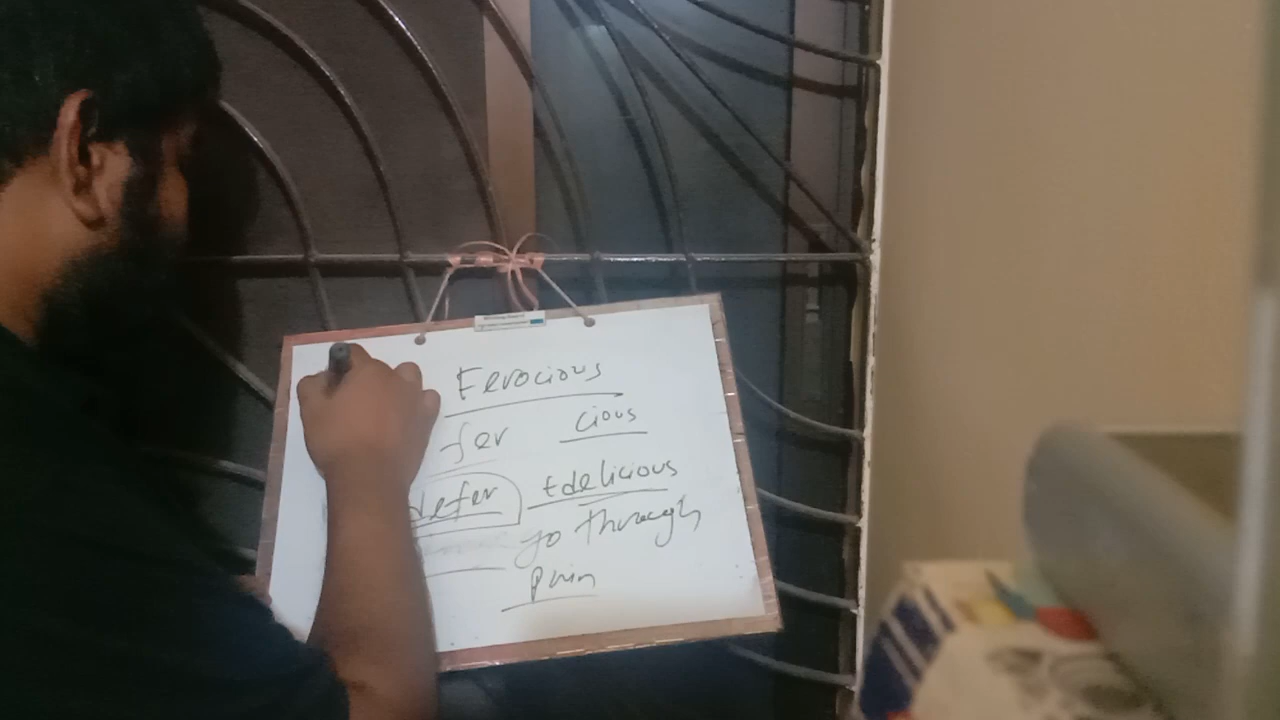 Ferocious
fer cious
defer + delicious
go through
pain